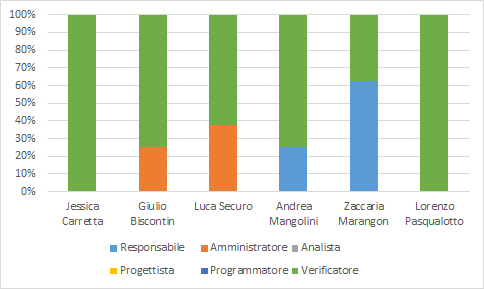 100%
90%
80%
70%
60%
50%
40%
30%
20%
10%
0%
Jessica Giulio Luca Securo Andrea Zaccaria Lorenzo
Carretta Biscontin Mangolini Marangon Pasqualotto
Responsabile Amministratore Analista
Progettista Programmatore Verificatore